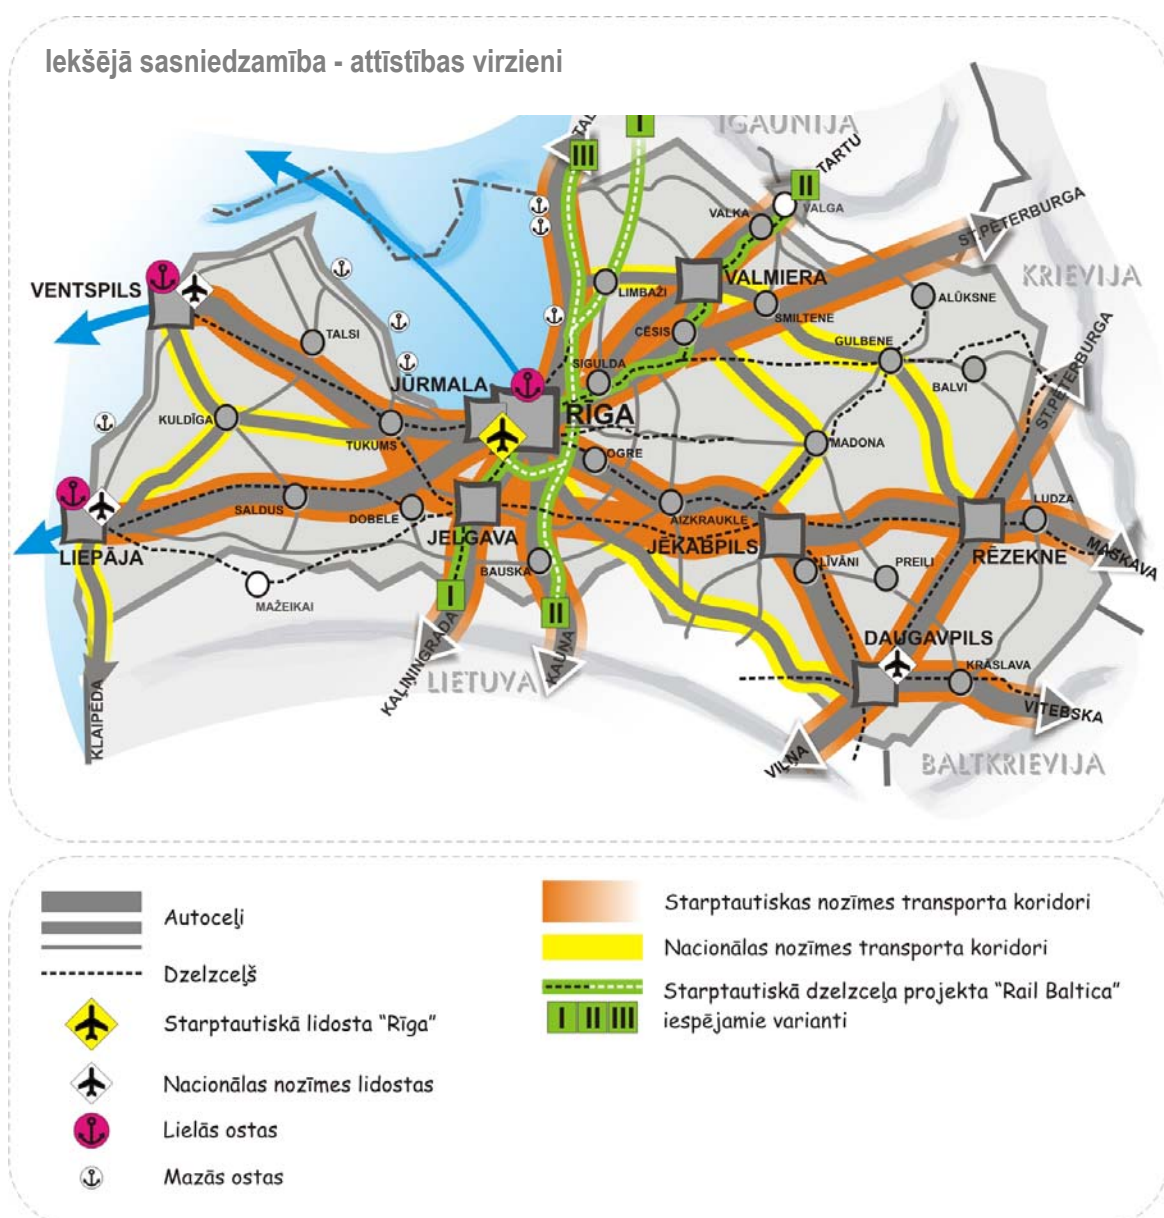 Iekšējā sasniedzamība - attīstības virzieni
I
III
IGAUNIJA
TARTU
II
VALGA
VALKA
ST.PETERBURGA
KRIEVIJA
VENTSPILS
LIMBAŽI
VALMIERA
ALŪKSNE
SMILTENE
TALSI
CĒSIS
GULBENE
ST.PETERBURGA
SIGULDA
BALVI
JŪRMALA
RĪGA
KULDĪGA
TUKUMS
MADONA
OGRE
LUDZA
SALDUS
DOBELE
AIZKRAUKLE
JELGAVA
JĒKABPILS
RĒZEKNE
MASKAVA
LIEPĀJA
BAUSKA
LĪVĀNI
PREIĻI
MAŽEIKAI
I
II
DAUGAVPILS
KAĻIŅINGRADA
LIETUVA
KAUŅA
KRĀSLAVA
VITEBSKA
KLAIPĒDA
VIĻŅA
BALTKRIEVIJA
Autoceļi
Dzelzceļš
Starptautiskā lidosta “Rīga”
Nacionālas nozīmes lidostas
Lielās ostas
Mazās ostas
Starptautiskas nozīmes transporta koridori
Nacionālas nozīmes transporta koridori
Starptautiskā dzelzceļa projekta “Rail Baltica”
I II III iespējamie varianti